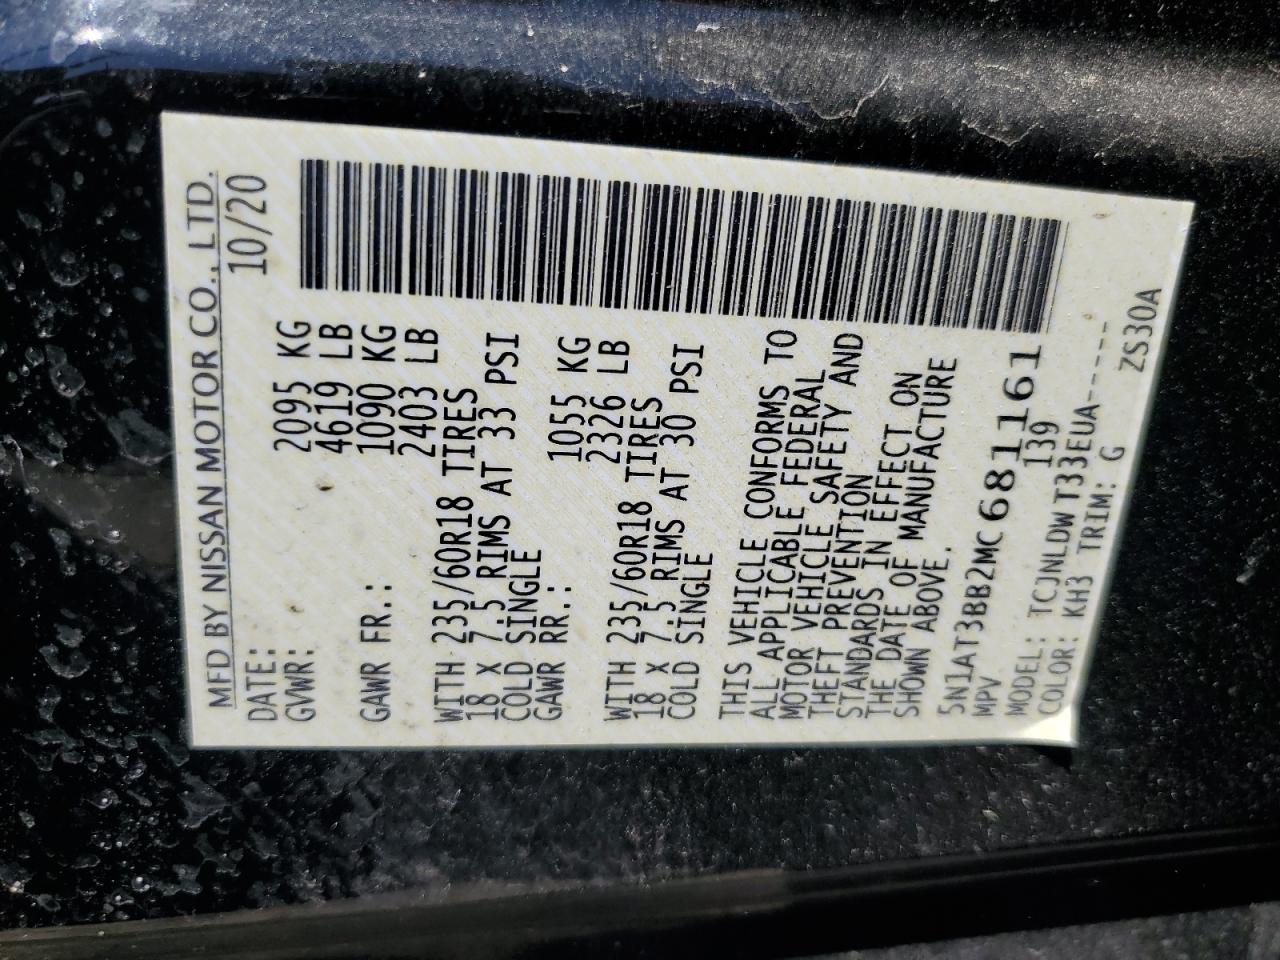 MFD BY NISSAN MOTOR CO., LTD.
DATE: 10/20
GVWR: 2095 KG
4619 LB
GAWR FR.: 1090 KG
2403 LB
WITH 235/60R18 TIRES
18 X 7.5 RIMS AT 33 PSI
COLD SINGLE
GAWR RR.: 1055 KG
2326 LB
WITH 235/60R18 TIRES
18 X 7.5 RIMS AT 30 PSI
COLD SINGLE
THIS VEHICLE CONFORMS TO
ALL APPLICABLE FEDERAL
MOTOR VEHICLE SAFETY AND
THEFT PREVENTION
STANDARDS IN EFFECT ON
THE DATE OF MANUFACTURE
SHOWN ABOVE.
5N1AT3BB2MC681161
MPV 139
MODEL: TCJNLDWT33EUA-----
COLOR: KH3 TRIM: G ZS30A